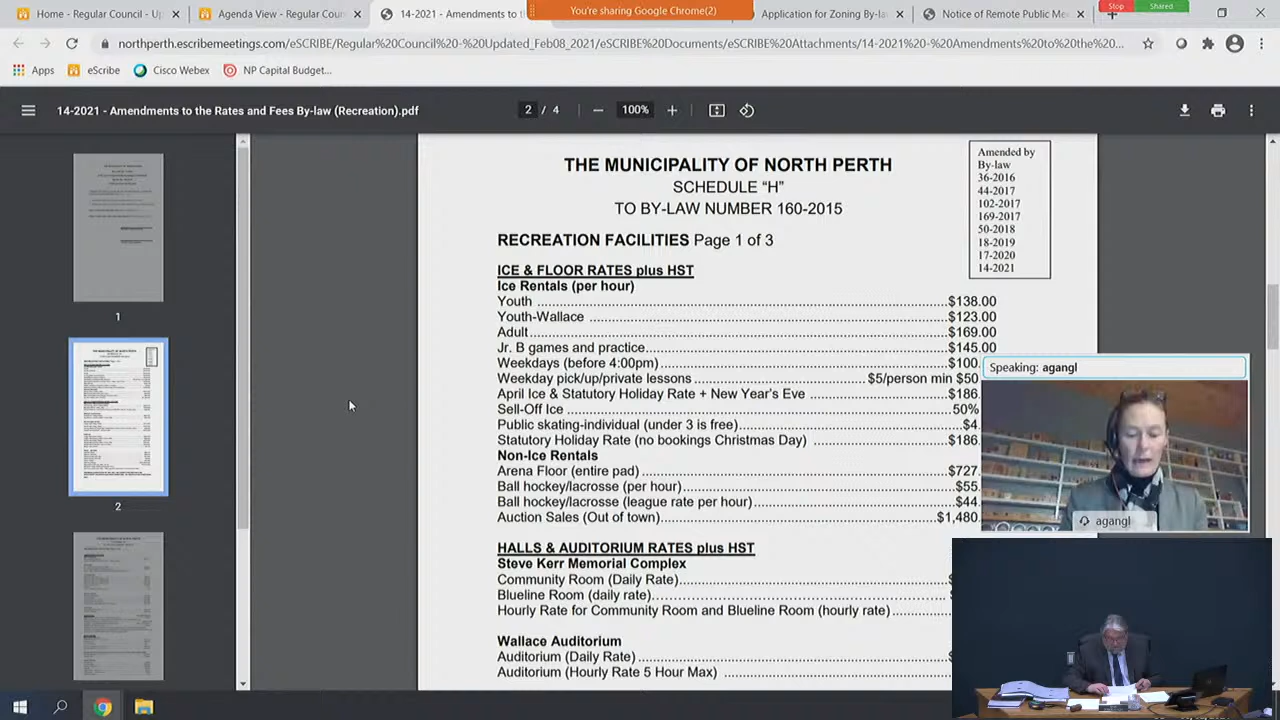 Home - Regular Council - Up
Agenda View - Regular Council
14-2021 - Amendments to t
You're sharing Google Chrome(2)
Application for Zoning By-la
Notice of Remote Public Me
Stop
Shared
northperth.escribemeetings.com/eSCRIBE/Regular%20Council%20-%20Updated_Feb08_2021/eSCRIBE%20Documents/eSCRIBE%20Attachments/14-2021%20-%20Amendments%20to%20the%20...
Apps
eScribe
Cisco Webex
NP Capital Budget...
14-2021 - Amendments to the Rates and Fees By-law (Recreation).pdf
2 / 4
100%
1
2
THE MUNICIPALITY OF NORTH PERTH
SCHEDULE “H”
TO BY-LAW NUMBER 160-2015
Amended by
By-law
36-2016
44-2017
102-2017
169-2017
50-2018
18-2019
17-2020
14-2021
RECREATION FACILITIES Page 1 of 3
ICE & FLOOR RATES plus HST
Ice Rentals (per hour)
Youth $138.00
Youth-Wallace $123.00
Adult $169.00
Jr. B games and practice $145.00
Weekdays (before 4:00pm) $100.
Weekday pick/up/private lessons $5/person min $50
April Ice & Statutory Holiday Rate + New Year's Eve $186.
Sell-Off Ice 50%
Public skating-individual (under 3 is free) $4.
Statutory Holiday Rate (no bookings Christmas Day) $186
Non-Ice Rentals
Arena Floor (entire pad) $727.
Ball hockey/lacrosse (per hour) $55.
Ball hockey/lacrosse (league rate per hour) $44
Auction Sales (Out of town) $1,480.
HALLS & AUDITORIUM RATES plus HST
Steve Kerr Memorial Complex
Community Room (Daily Rate)
Blueline Room (daily rate)
Hourly Rate for Community Room and Blueline Room (hourly rate)
Wallace Auditorium
Auditorium (Daily Rate)
Auditorium (Hourly Rate 5 Hour Max)
Speaking: agangl
agangl